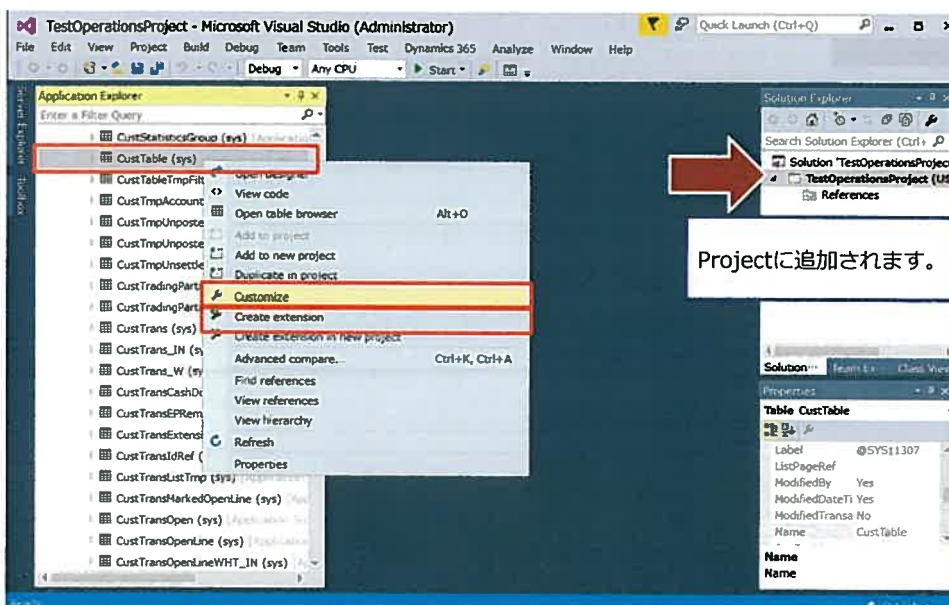 TestOperationsProject - Microsoft Visual Studio (Administrator)
Quick Launch (Ctrl+Q)
File Edit View Project Build Debug Team Tools Test Dynamics 365 Analyze Window Help
Debug Any CPU Start
Server Explorer
Toolbox
Application Explorer
Enter a Filter Query
CustStatisticsGroup (sys)
CustTable (sys)
CustTableTmpFilt
CustTmpAccount
CustTmpUnposte
CustTmpUnposte
CustTmpUnsettle
CustTradingPart
CustTradingPart
CustTrans (sys)
CustTrans_IN (sy
CustTrans_W (sy
CustTransCashDo
CustTransEPRem
CustTransExtensi
CustTransIdRef (
CustTransListTmp (sys)
CustTransMarkedOpenLine (sys)
CustTransOpen (sys)
CustTransOpenLine (sys)
CustTransOpenLineWHT_IN (sys)
Open designer
View code
Open table browser Alt+O
Add to project
Add to new project
Duplicate in project
Customize
Create extension
Create extension in new project
Advanced compare... Ctrl+K, Ctrl+A
Find references
View references
View hierarchy
Refresh
Properties
Solution Explorer
Search Solution Explorer (Ctrl+
Solution 'TestOperationsProject
TestOperationsProject (US
References
Projectに追加されます。
Solution... Team Ex Class View
Properties
Table CustTable
Label @SYS11307
ListPageRef
ModifiedBy Yes
ModifiedDateTi Yes
ModifiedTransa No
Name CustTable
Name
Name